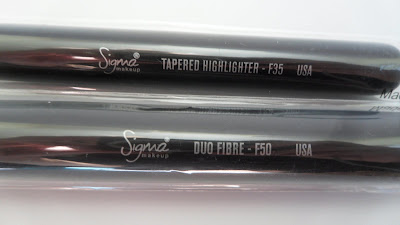 Sigma makeup TAPERED HIGHLIGHTER - F35 USA
Sigma makeup DUO FIBRE - F50 USA